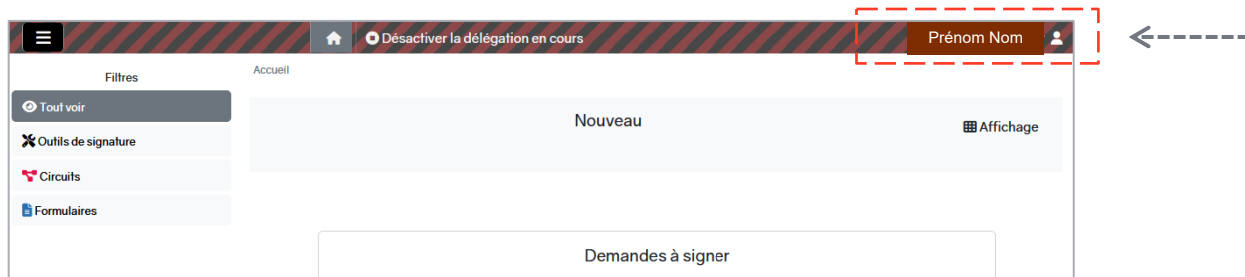 Désactiver la délégation en cours
Prénom Nom
Filtres
Accueil
Tout voir
Nouveau
Affichage
Outils de signature
Circuits
Formulaires
Demandes à signer